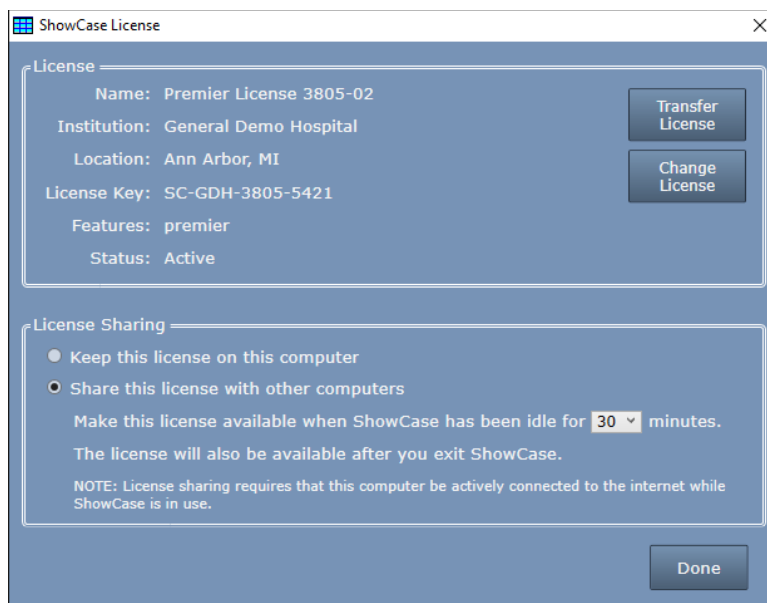 ShowCase License
License
Name: Premier License 3805-02
Institution: General Demo Hospital
Location: Ann Arbor, MI
License Key: SC-GDH-3805-5421
Features: premier
Status: Active
Transfer
License
Change
License
License Sharing
Keep this license on this computer
Share this license with other computers
Make this license available when ShowCase has been idle for 30 minutes.
The license will also be available after you exit ShowCase.
NOTE: License sharing requires that this computer be actively connected to the internet while
ShowCase is in use.
Done